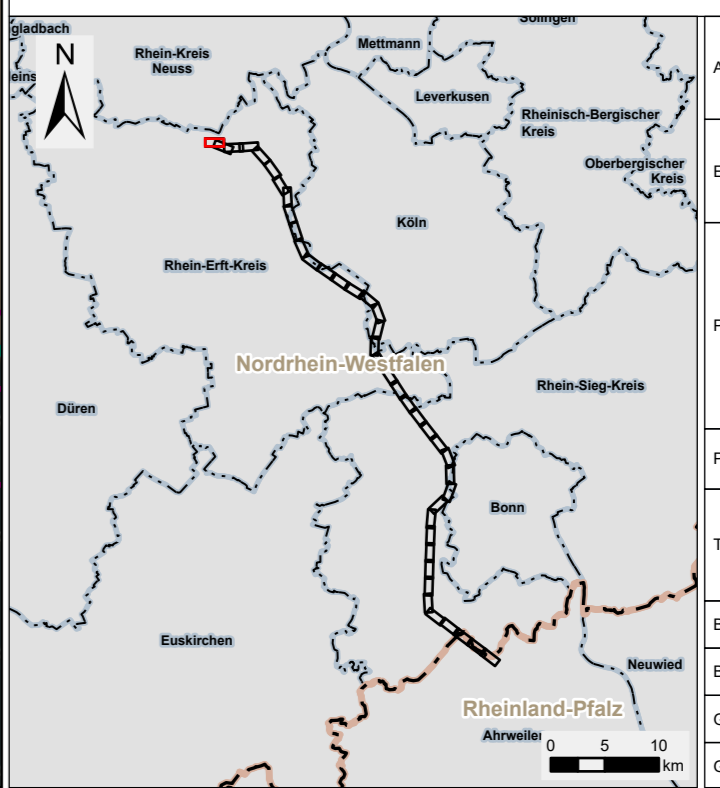 gladbach
Solingen
Mettmann
Rhein-Kreis
Neuss
N
Leverkusen
Rheinisch-Bergischer
Kreis
Oberbergischer
Kreis
Köln
Rhein-Erft-Kreis
Nordrhein-Westfalen
Rhein-Sieg-Kreis
Düren
Bonn
Euskirchen
Neuwied
Rheinland-Pfalz
Ahrweiler
0 5 10
km